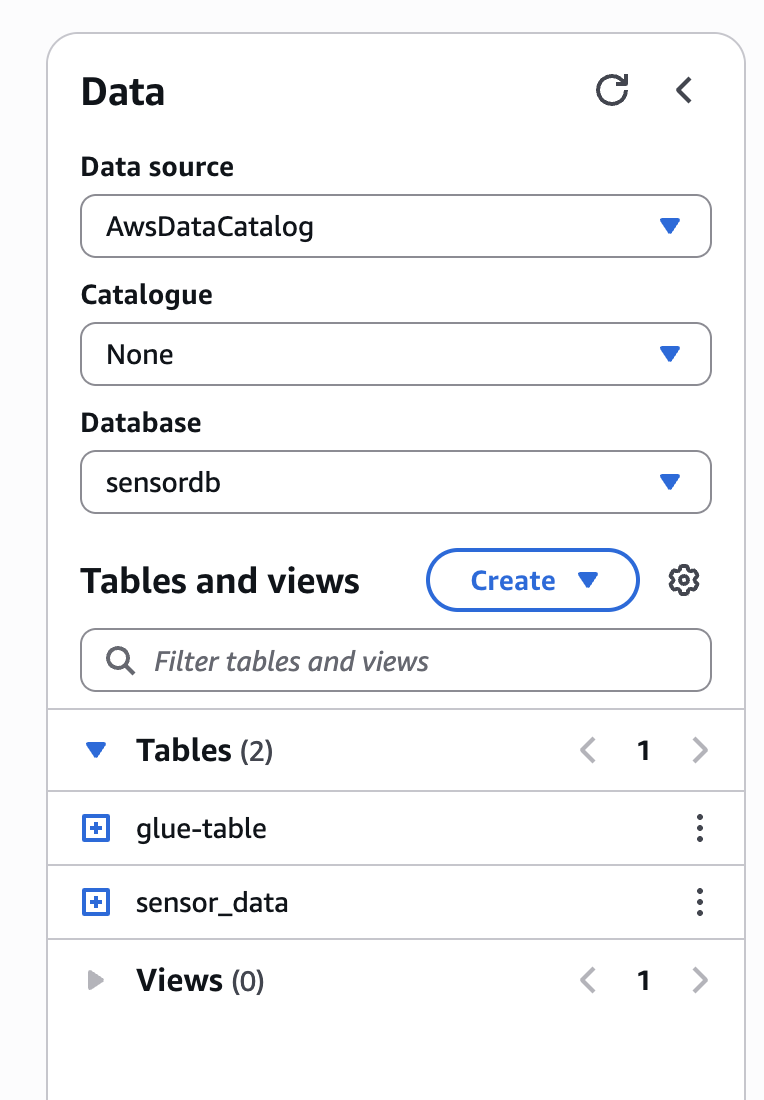 Data
Data source
AwsDataCatalog
Catalogue
None
Database
sensordb
Tables and views Create
Filter tables and views
Tables (2) 1
glue-table
sensor_data
Views (0) 1